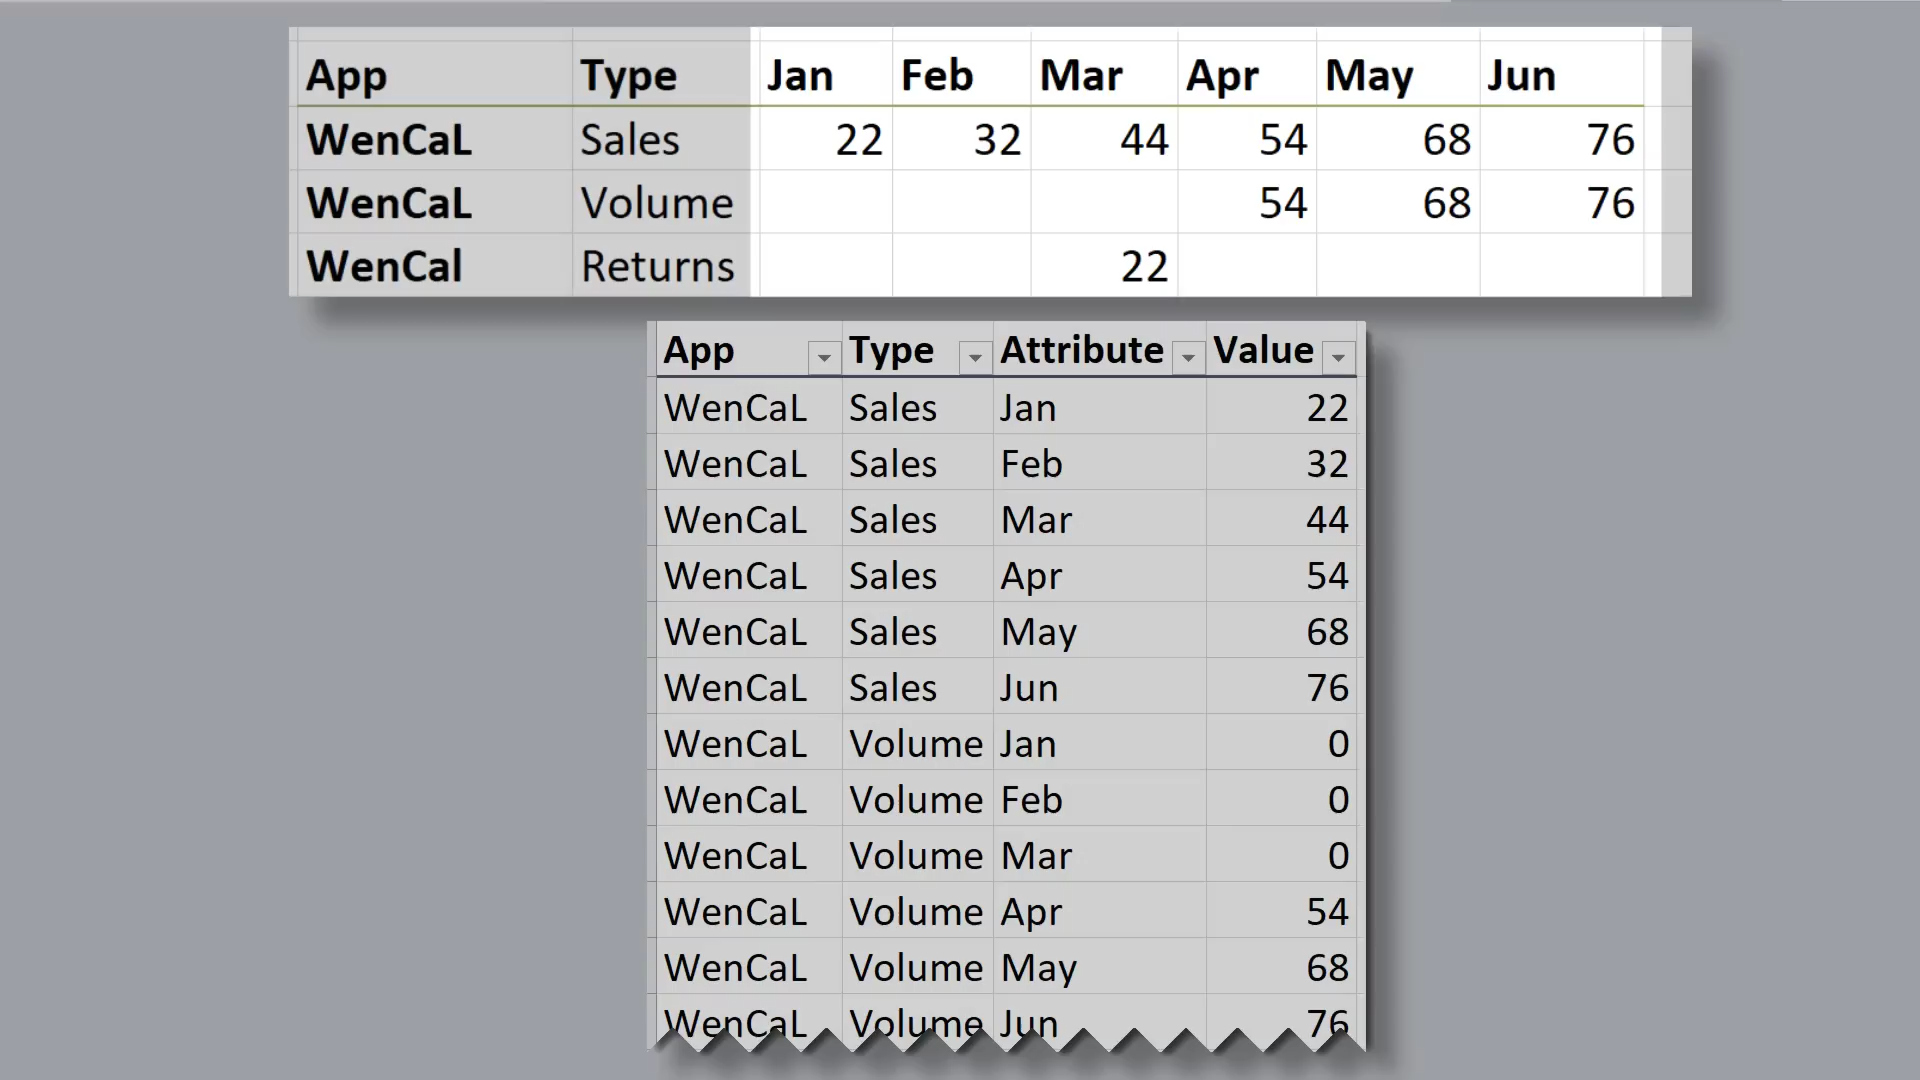 App Type Jan Feb Mar Apr May Jun
WenCaL Sales 22 32 44 54 68 76
WenCaL Volume 54 68 76
WenCal Returns 22
App Type Attribute Value
WenCaL Sales Jan 22
WenCaL Sales Feb 32
WenCaL Sales Mar 44
WenCaL Sales Apr 54
WenCaL Sales May 68
WenCaL Sales Jun 76
WenCaL Volume Jan 0
WenCaL Volume Feb 0
WenCaL Volume Mar 0
WenCaL Volume Apr 54
WenCaL Volume May 68
WenCaL Volume Jun 76